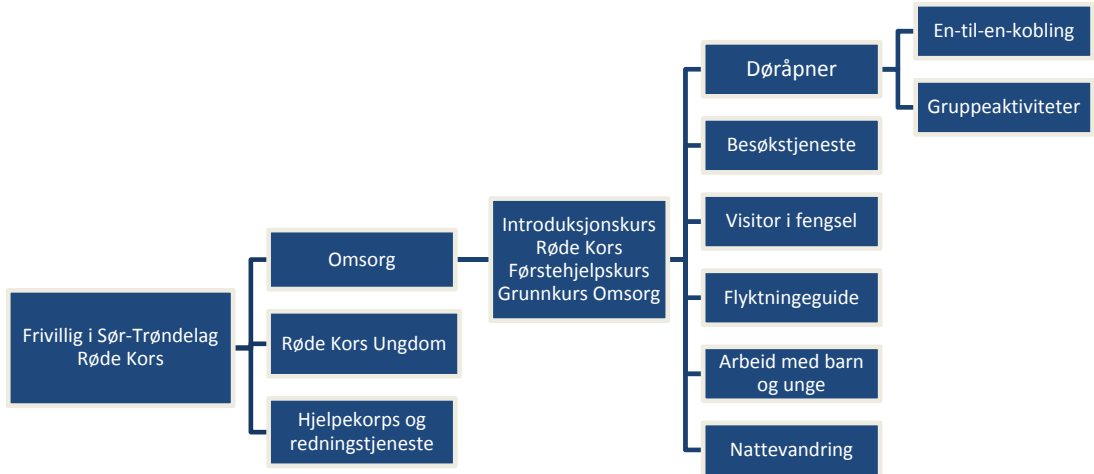 Frivillig i Sør-Trøndelag
Røde Kors
Omsorg
Røde Kors Ungdom
Hjelpekorps og
redningstjeneste
Introduksjonskurs
Røde Kors
Førstehjelpskurs
Grunnkurs Omsorg
Døråpner
Besøkstjeneste
Visitor i fengsel
Flyktningeguide
Arbeid med barn
og unge
Nattevandring
En-til-en-kobling
Gruppeaktiviteter